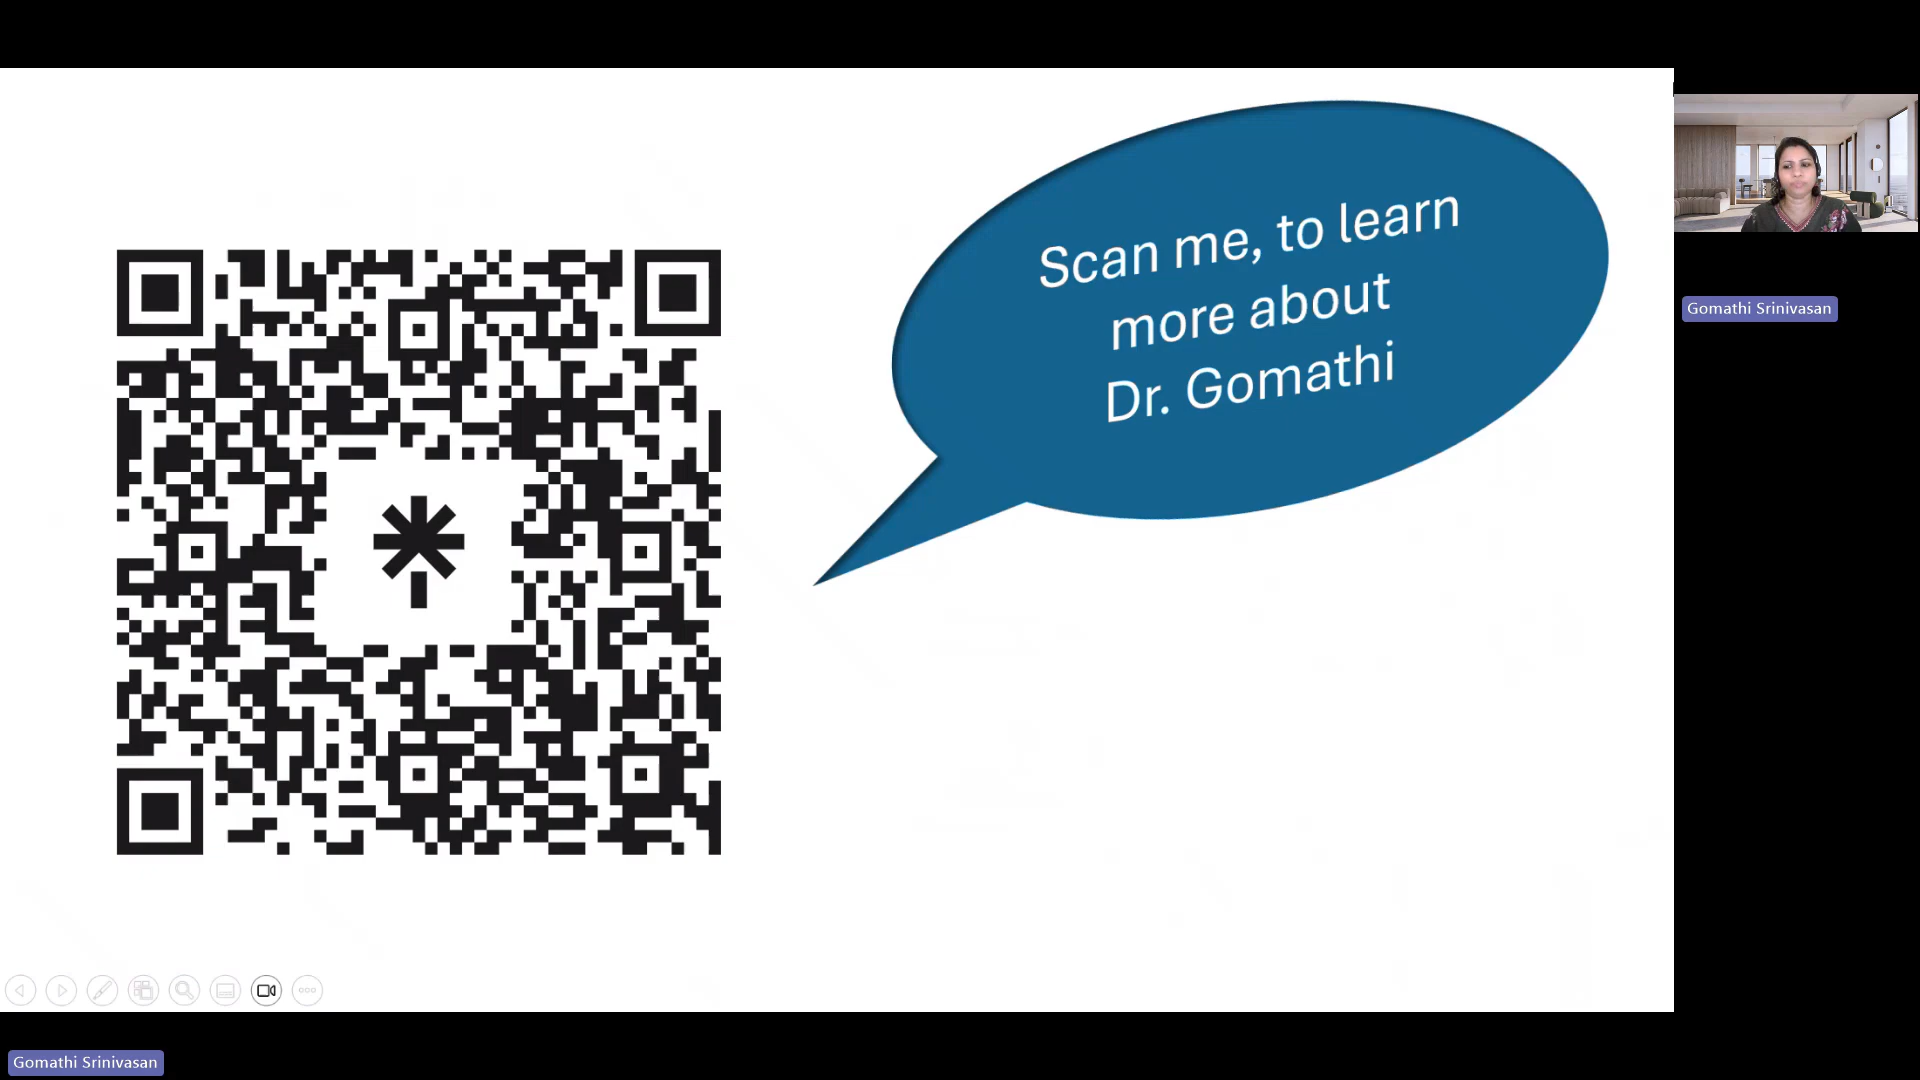 Scan me, to learn
more about
Dr. Gomathi
Gomathi Srinivasan
Gomathi Srinivasan